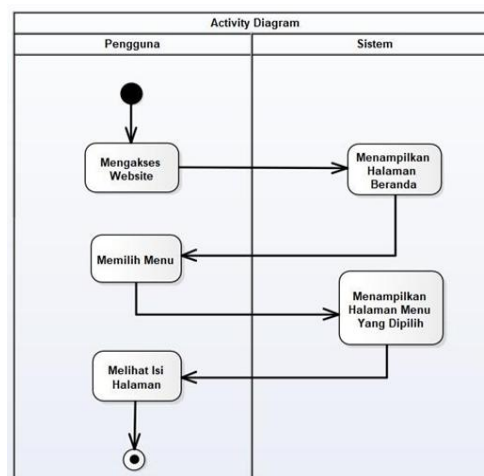 Activity Diagram
Pengguna
Sistem
Mengakses
Website
Menampilkan
Halaman
Beranda
Memilih Menu
Menampilkan
Halaman Menu
Yang Dipilih
Melihat Isi
Halaman